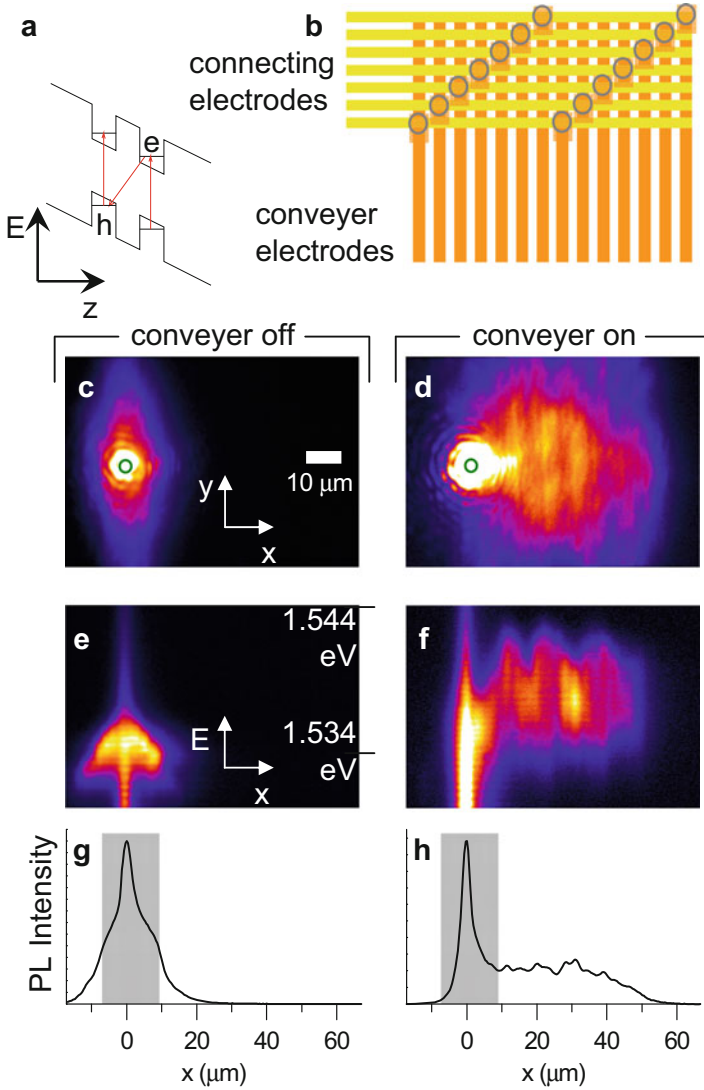 a
b
connecting
electrodes
e
h
E
z
conveyer
electrodes
conveyer off
conveyer on
c
d
10 μm
y
x
e
f
1.544
eV
E
1.534
eV
x
g
h
PL Intensity
0 20 40 60
0 20 40 60
x (μm)
x (μm)